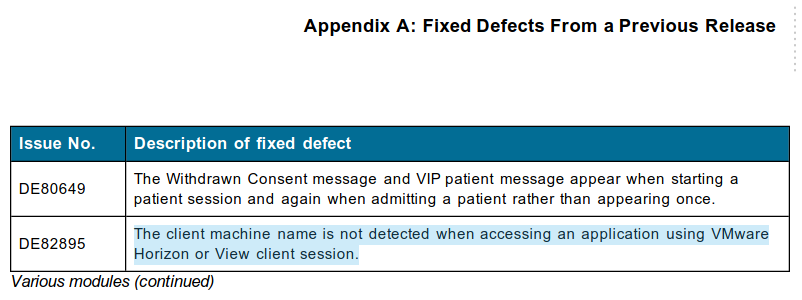 Appendix A: Fixed Defects From a Previous Release
Issue No.
Description of fixed defect
DE80649
The Withdrawn Consent message and VIP patient message appear when starting a
patient session and again when admitting a patient rather than appearing once.
DE82895
The client machine name is not detected when accessing an application using VMware
Horizon or View client session.
Various modules (continued)